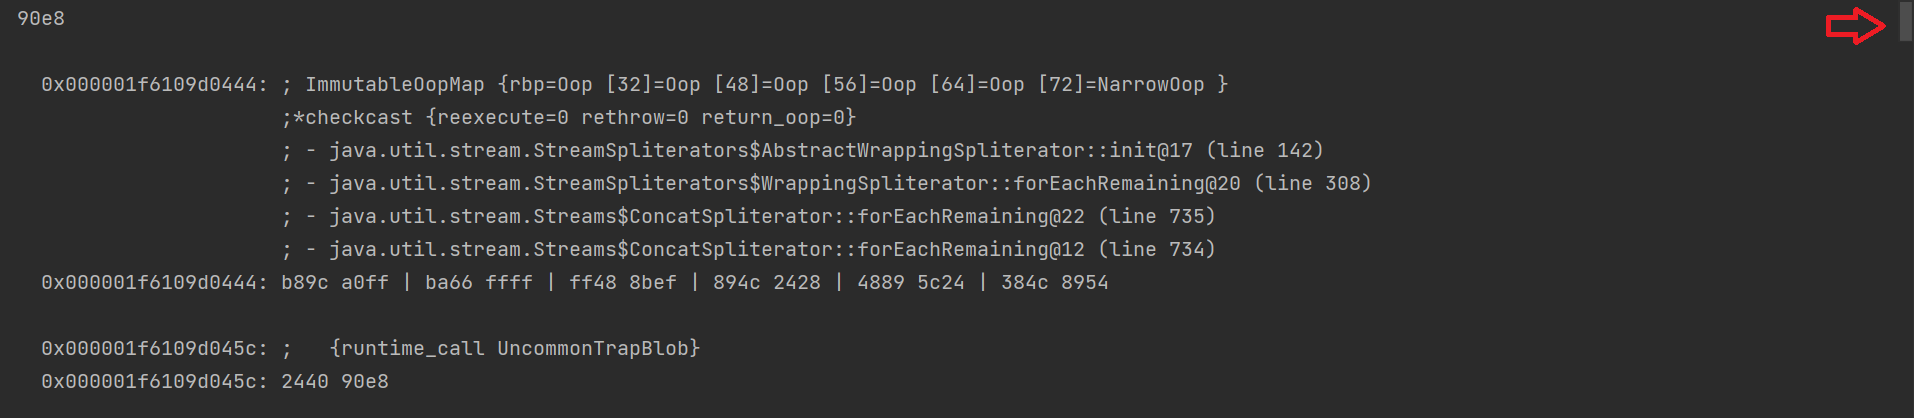 90e8
0x000001f6109d0444: ; ImmutableOopMap {rbp=Oop [32]=Oop [48]=Oop [56]=Oop [64]=Oop [72]=NarrowOop }
;*checkcast {reexecute=0 rethrow=0 return_oop=0}
; - java.util.stream.StreamSpliterators$AbstractWrappingSpliterator::init@17 (line 142)
; - java.util.stream.StreamSpliterators$WrappingSpliterator::forEachRemaining@20 (line 308)
; - java.util.stream.Streams$ConcatSpliterator::forEachRemaining@22 (line 735)
; - java.util.stream.Streams$ConcatSpliterator::forEachRemaining@12 (line 734)
0x000001f6109d0444: b89c a0ff | ba66 ffff | ff48 8bef | 894c 2428 | 4889 5c24 | 384c 8954
0x000001f6109d045c: ;   {runtime_call UncommonTrapBlob}
0x000001f6109d045c: 2440 90e8